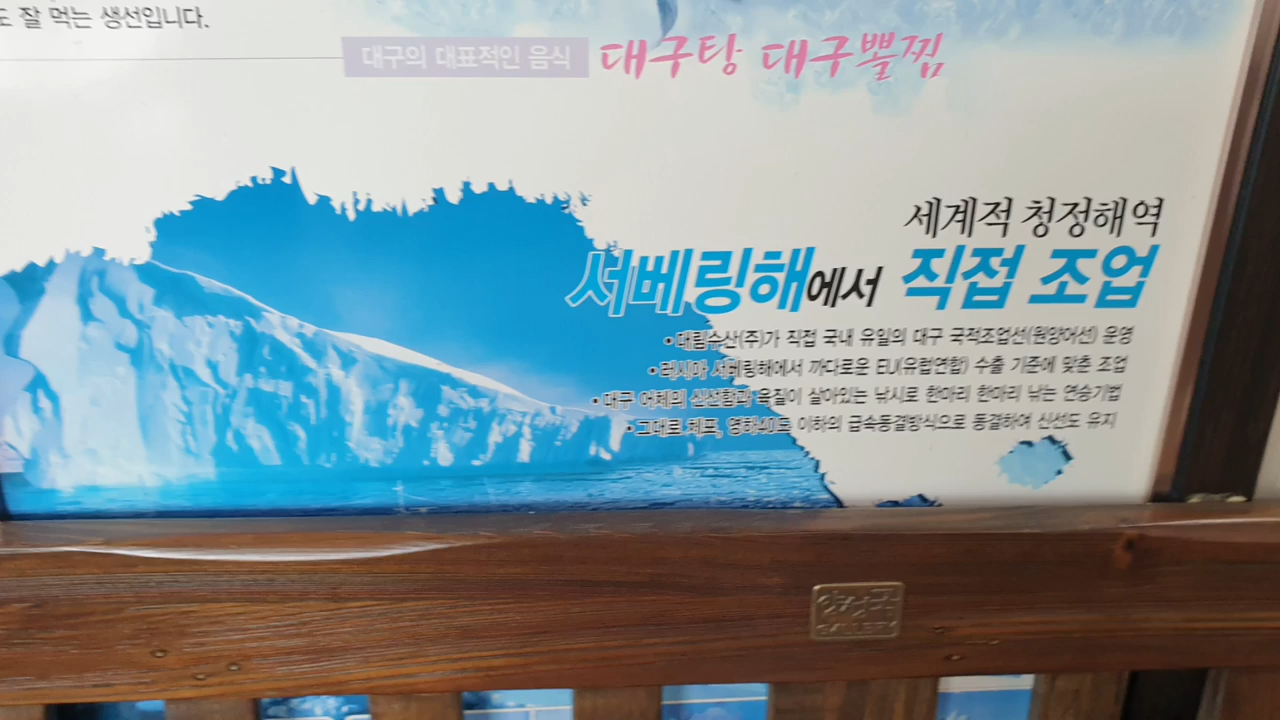 도 잘 먹는 생선입니다.
대구의 대표적인 음식 대구탕 대구뽈찜
세계적 청정해역
서베링해에서 직접 조업
• 대림수산(주)가 직접 국내 유일의 대구 국적조업선(원양어선) 운영
• 러시아 서베링해에서 까다로운 EU(유럽연합) 수출 기준에 맞춘 조업
• 대구 어체의 신선함과 육질이 살아있는 낚시로 한마리 한마리 낚는 연승기법
• 그대로 체포, 영하40도 이하의 급속동결방식으로 동결하여 신선도 유지
GALLERY